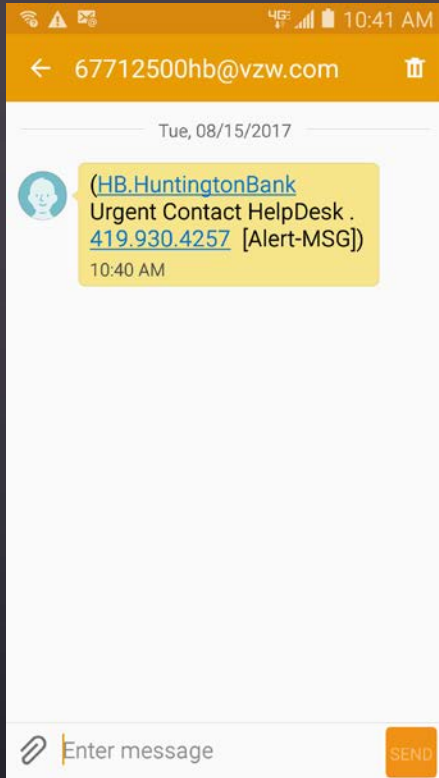 4G 10:41 AM
67712500hb@vzw.com
Tue, 08/15/2017
(HB.HuntingtonBank
Urgent Contact HelpDesk .
419.930.4257 [Alert-MSG])
10:40 AM
Enter message
SEND